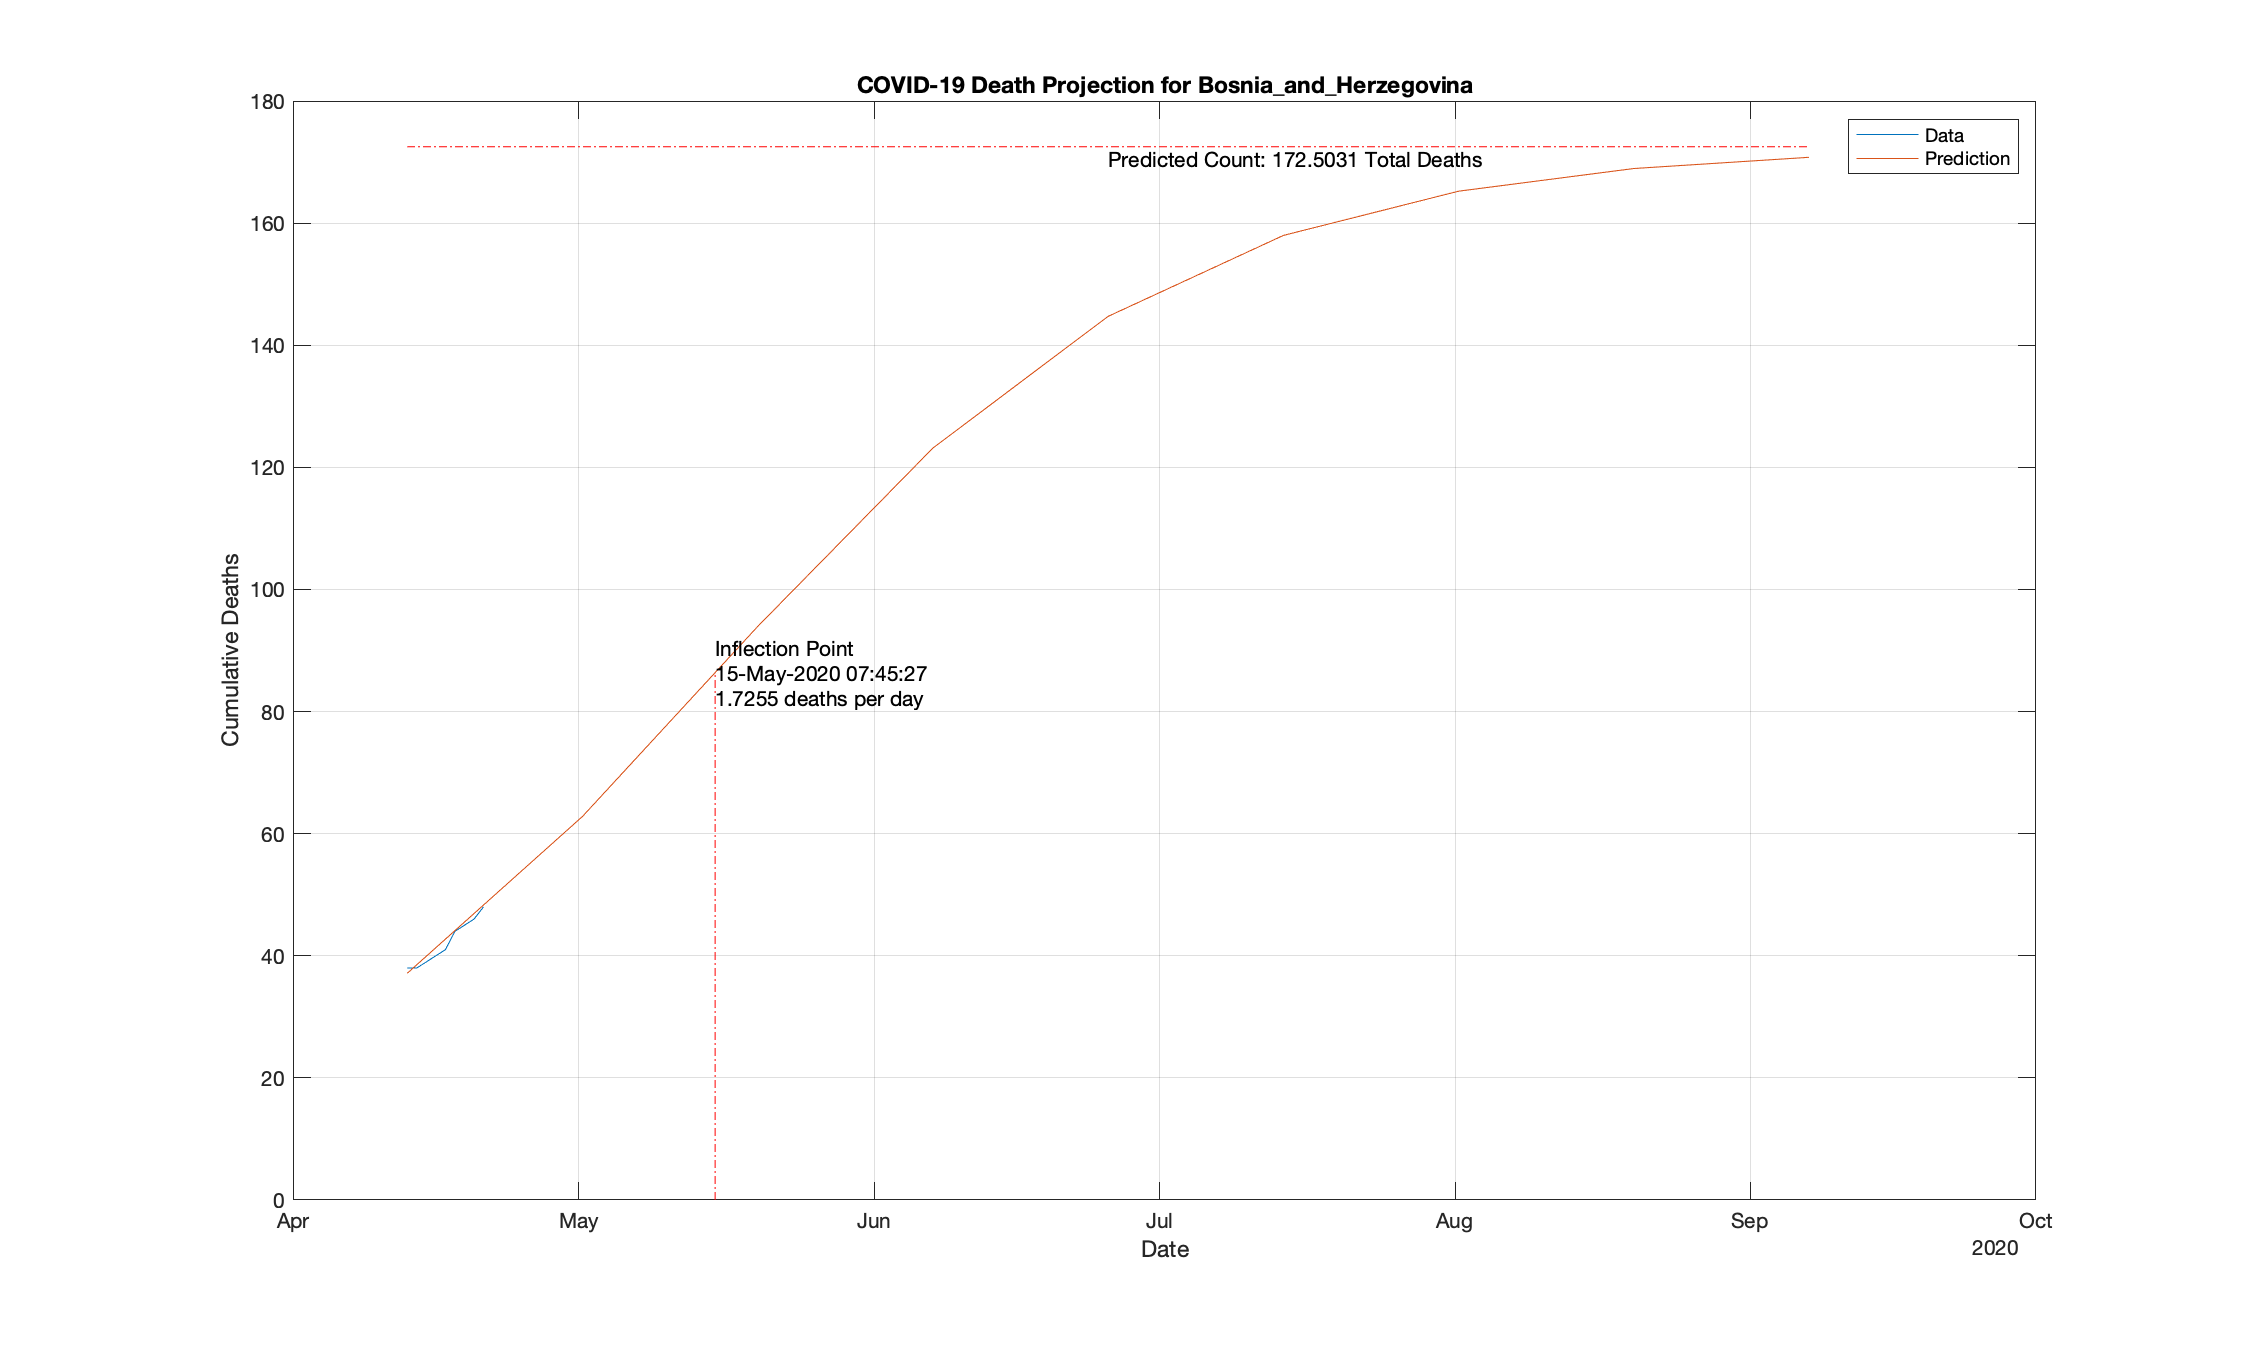 COVID-19 Death Projection for Bosnia_and_Herzegovina
180
160
140
120
100
80
60
40
20
0
Cumulative Deaths
Data
Prediction
Predicted Count: 172.5031 Total Deaths
Inflection Point
15-May-2020 07:45:27
1.7255 deaths per day
Apr May Jun Jul Aug Sep Oct
Date
2020